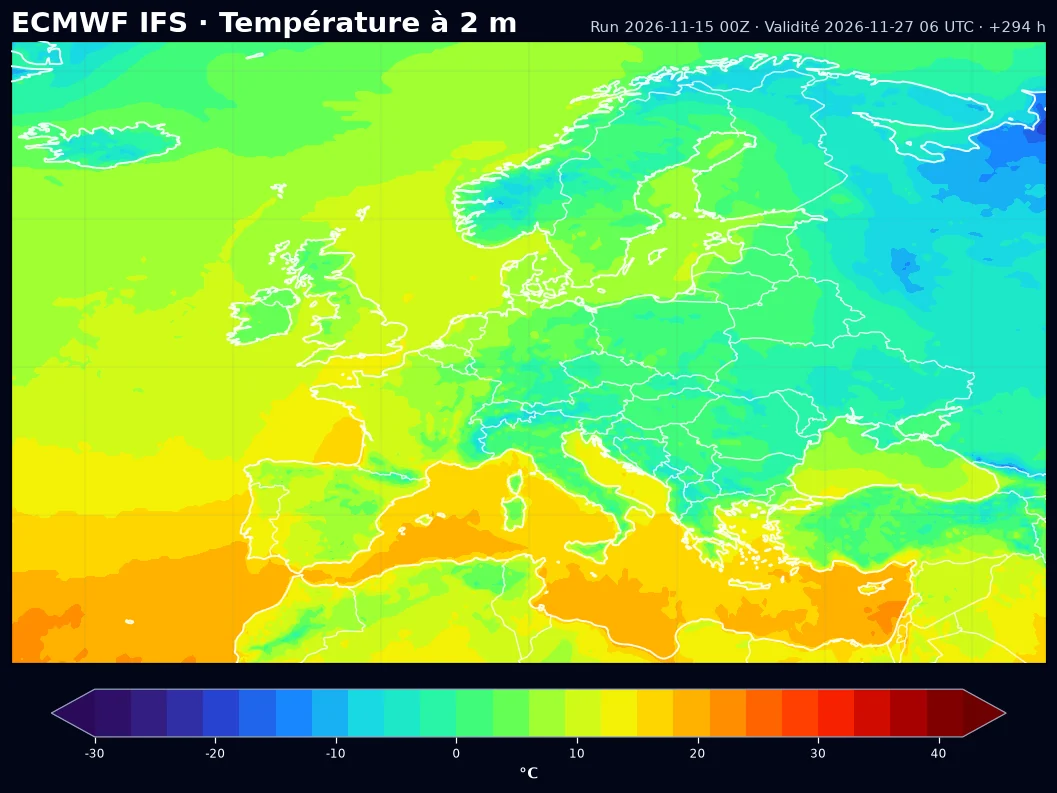 ECMWF IFS · Température à 2 m
Run 2026-11-15 00Z · Validité 2026-11-27 06 UTC · +294 h
-30 -20 -10 0 10 20 30 40
°C